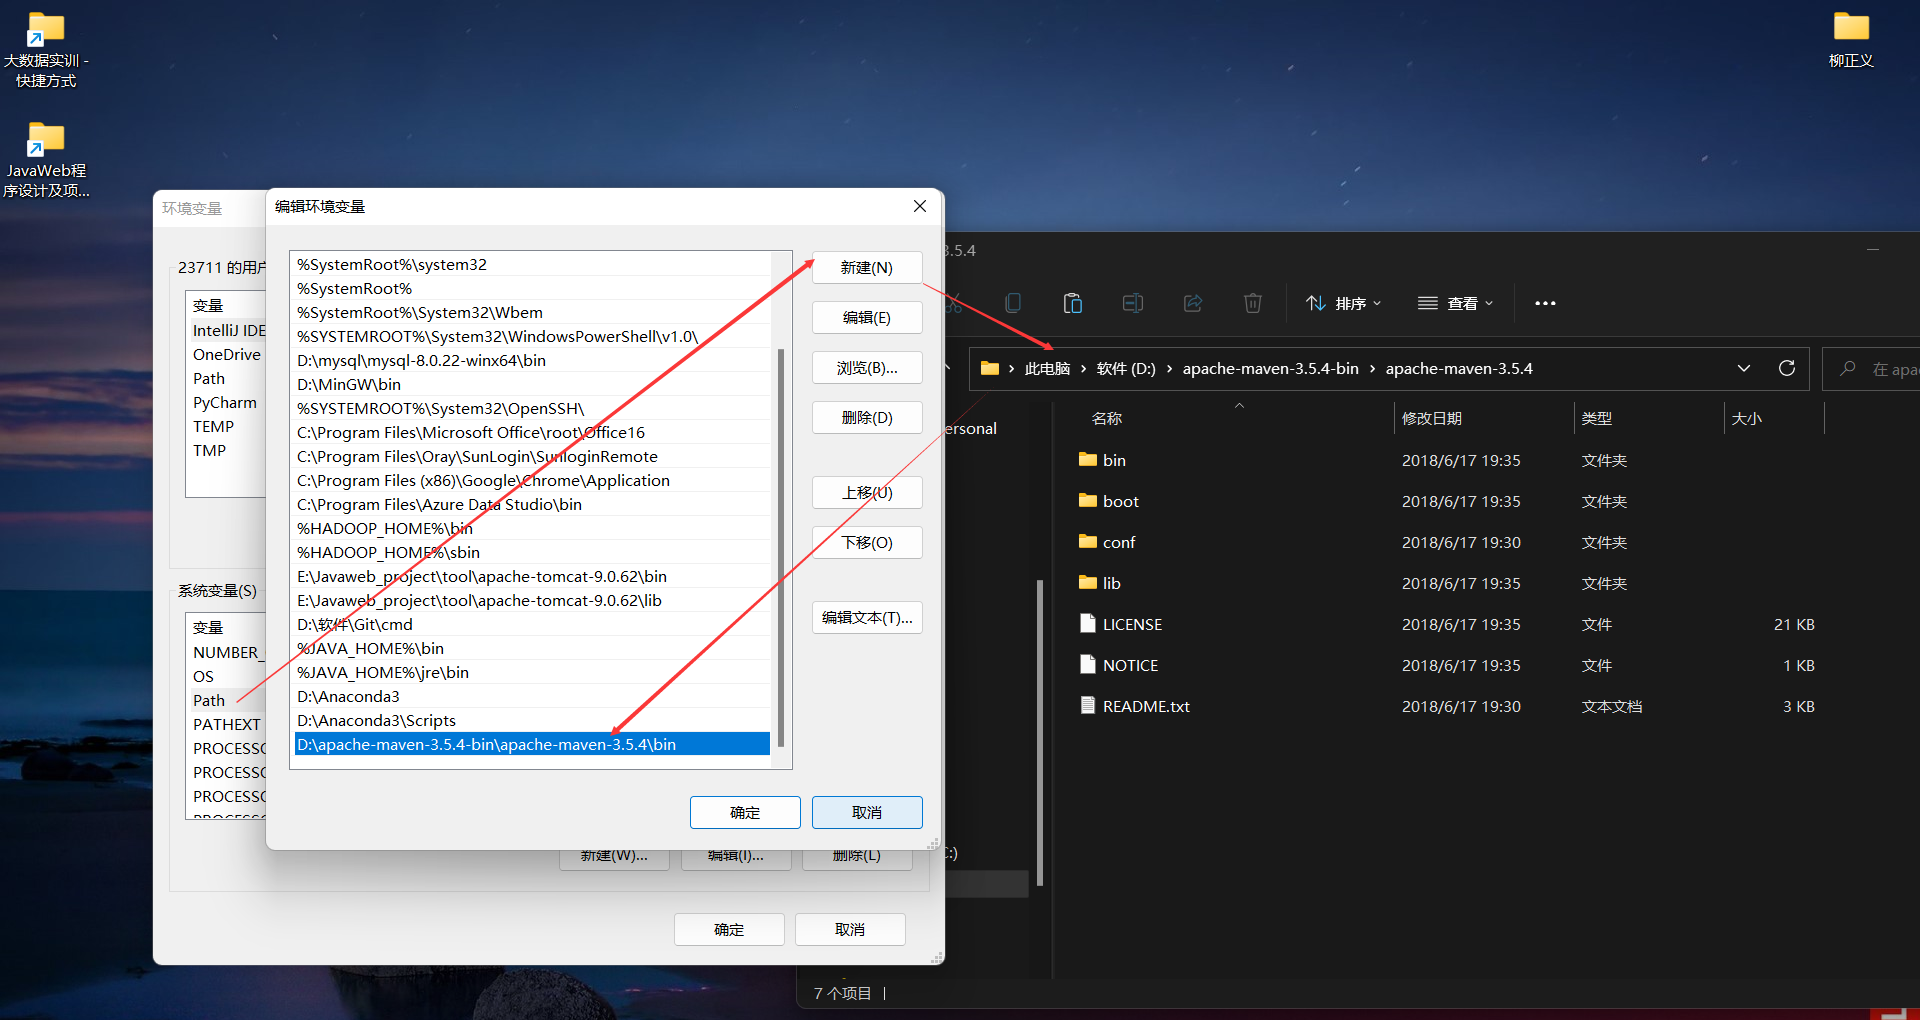 大数据实训 -
快捷方式
JavaWeb程
序设计及项...
柳正义
环境变量
23711 的用户
变量
IntelliJ IDE
OneDrive
Path
PyCharm
TEMP
TMP
系统变量(S)
变量
NUMBER_
OS
Path
PATHEXT
PROCESSO
PROCESSO
PROCESSO
新建(W)...
编辑(I)...
删除(L)
确定
取消
编辑环境变量
%SystemRoot%\system32
%SystemRoot%
%SystemRoot%\System32\Wbem
%SYSTEMROOT%\System32\WindowsPowerShell\v1.0\
D:\mysql\mysql-8.0.22-winx64\bin
D:\MinGW\bin
%SYSTEMROOT%\System32\OpenSSH\
C:\Program Files\Microsoft Office\root\Office16
C:\Program Files\Oray\SunLogin\SunloginRemote
C:\Program Files (x86)\Google\Chrome\Application
C:\Program Files\Azure Data Studio\bin
%HADOOP_HOME%\bin
%HADOOP_HOME%\sbin
E:\Javaweb_project\tool\apache-tomcat-9.0.62\bin
E:\Javaweb_project\tool\apache-tomcat-9.0.62\lib
D:\软件\Git\cmd
%JAVA_HOME%\bin
%JAVA_HOME%\jre\bin
D:\Anaconda3
D:\Anaconda3\Scripts
D:\apache-maven-3.5.4-bin\apache-maven-3.5.4\bin
新建(N)
编辑(E)
浏览(B)...
删除(D)
上移(U)
下移(O)
编辑文本(T)...
确定
取消
3.5.4
排序
查看
此电脑 › 软件 (D:) › apache-maven-3.5.4-bin › apache-maven-3.5.4
在 apac
ersonal
C:)
名称 修改日期 类型 大小
bin 2018/6/17 19:35 文件夹
boot 2018/6/17 19:35 文件夹
conf 2018/6/17 19:30 文件夹
lib 2018/6/17 19:35 文件夹
LICENSE 2018/6/17 19:35 文件 21 KB
NOTICE 2018/6/17 19:35 文件 1 KB
README.txt 2018/6/17 19:30 文本文档 3 KB
7 个项目